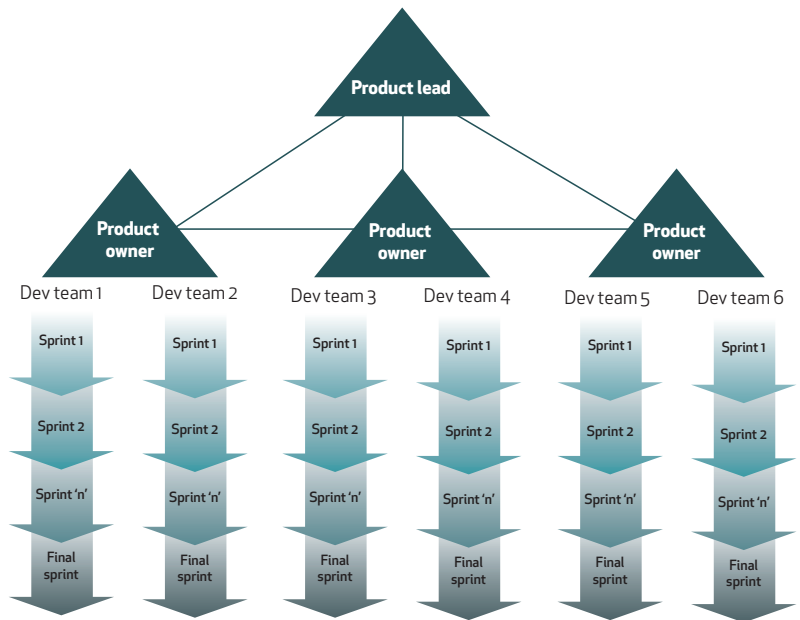 Product lead
Product
owner
Product
owner
Product
owner
Dev team 1
Dev team 2
Dev team 3
Dev team 4
Dev team 5
Dev team 6
Sprint 1
Sprint 1
Sprint 1
Sprint 1
Sprint 1
Sprint 1
Sprint 2
Sprint 2
Sprint 2
Sprint 2
Sprint 2
Sprint 2
Sprint ‘n’
Sprint ‘n’
Sprint ‘n’
Sprint ‘n’
Sprint ‘n’
Sprint ‘n’
Final
sprint
Final
sprint
Final
sprint
Final
sprint
Final
sprint
Final
sprint